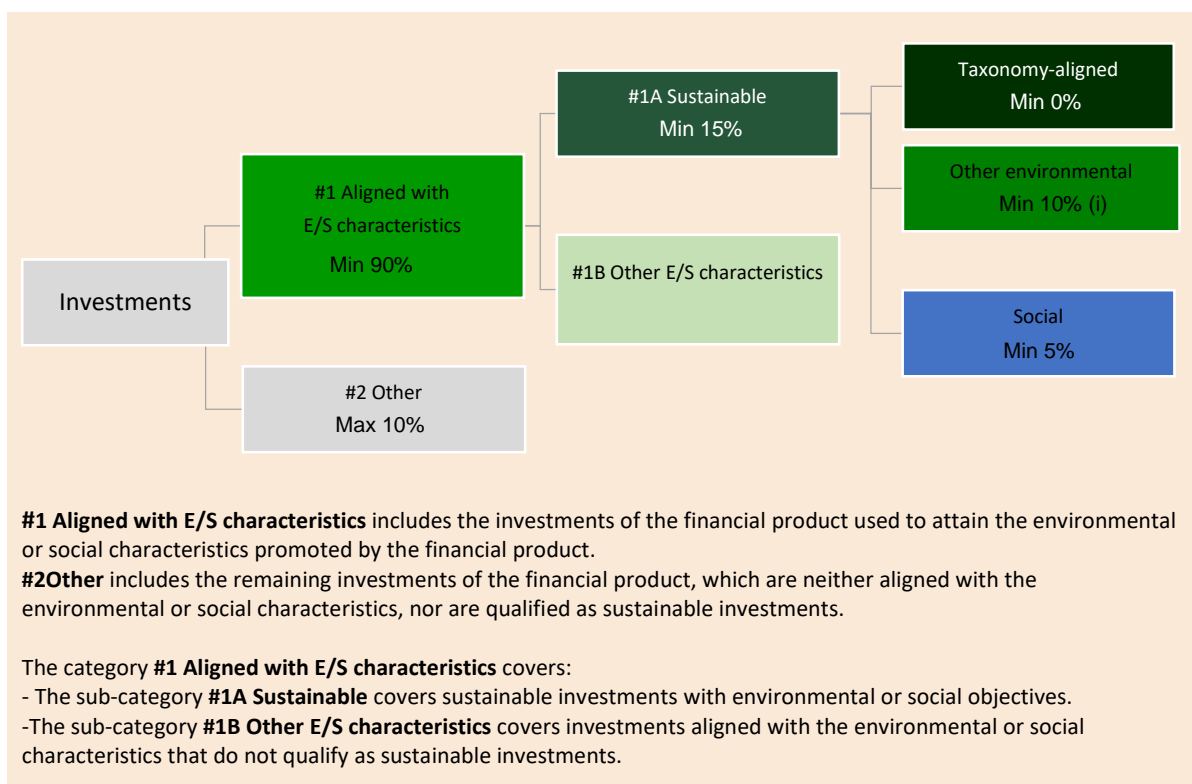 Taxonomy-aligned
Min 0%
#1A Sustainable
Min 15%
Other environmental
Min 10% (i)
#1 Aligned with
E/S characteristics
Min 90%
#1B Other E/S characteristics
Investments
Social
Min 5%
#2 Other
Max 10%
#1 Aligned with E/S characteristics includes the investments of the financial product used to attain the environmental
or social characteristics promoted by the financial product.
#2Other includes the remaining investments of the financial product, which are neither aligned with the
environmental or social characteristics, nor are qualified as sustainable investments.
The category #1 Aligned with E/S characteristics covers:
- The sub-category #1A Sustainable covers sustainable investments with environmental or social objectives.
-The sub-category #1B Other E/S characteristics covers investments aligned with the environmental or social
characteristics that do not qualify as sustainable investments.